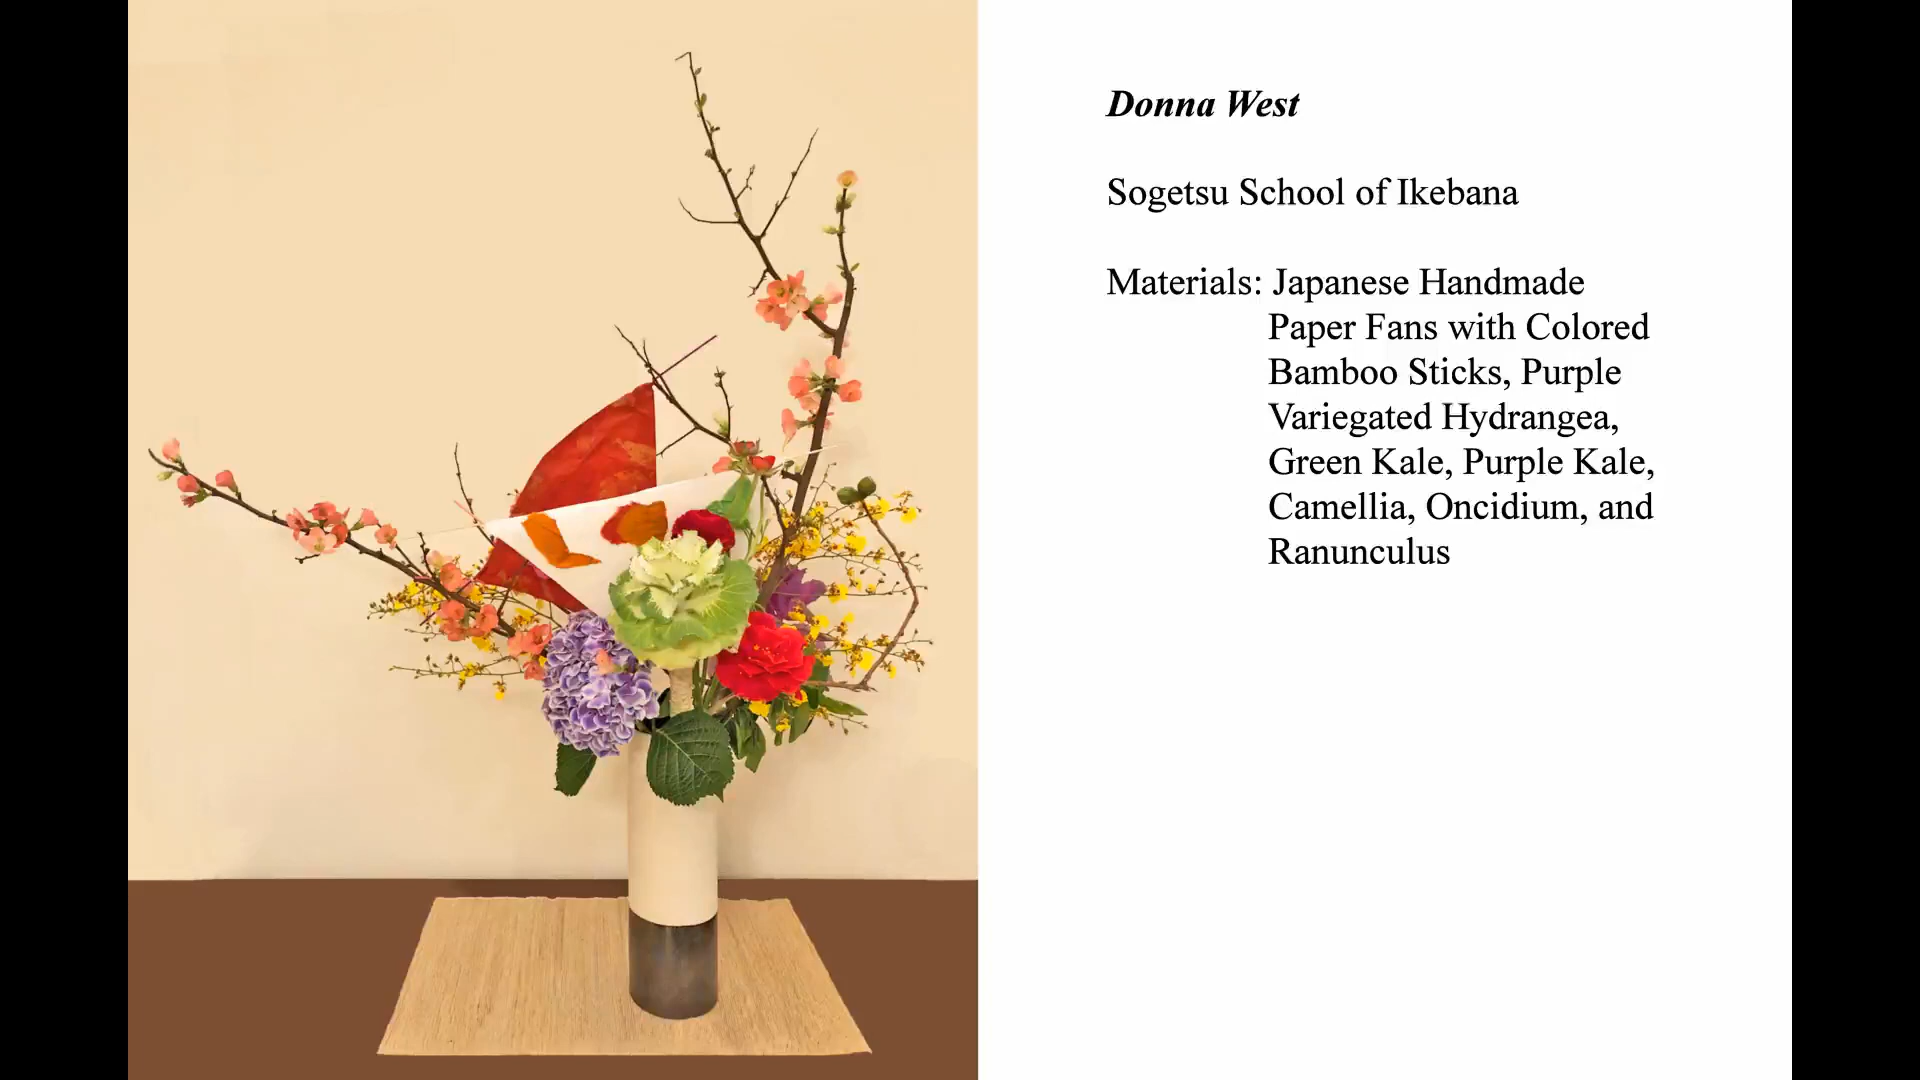 Donna West
Sogetsu School of Ikebana
Materials: Japanese Handmade
Paper Fans with Colored
Bamboo Sticks, Purple
Variegated Hydrangea,
Green Kale, Purple Kale,
Camellia, Oncidium, and
Ranunculus